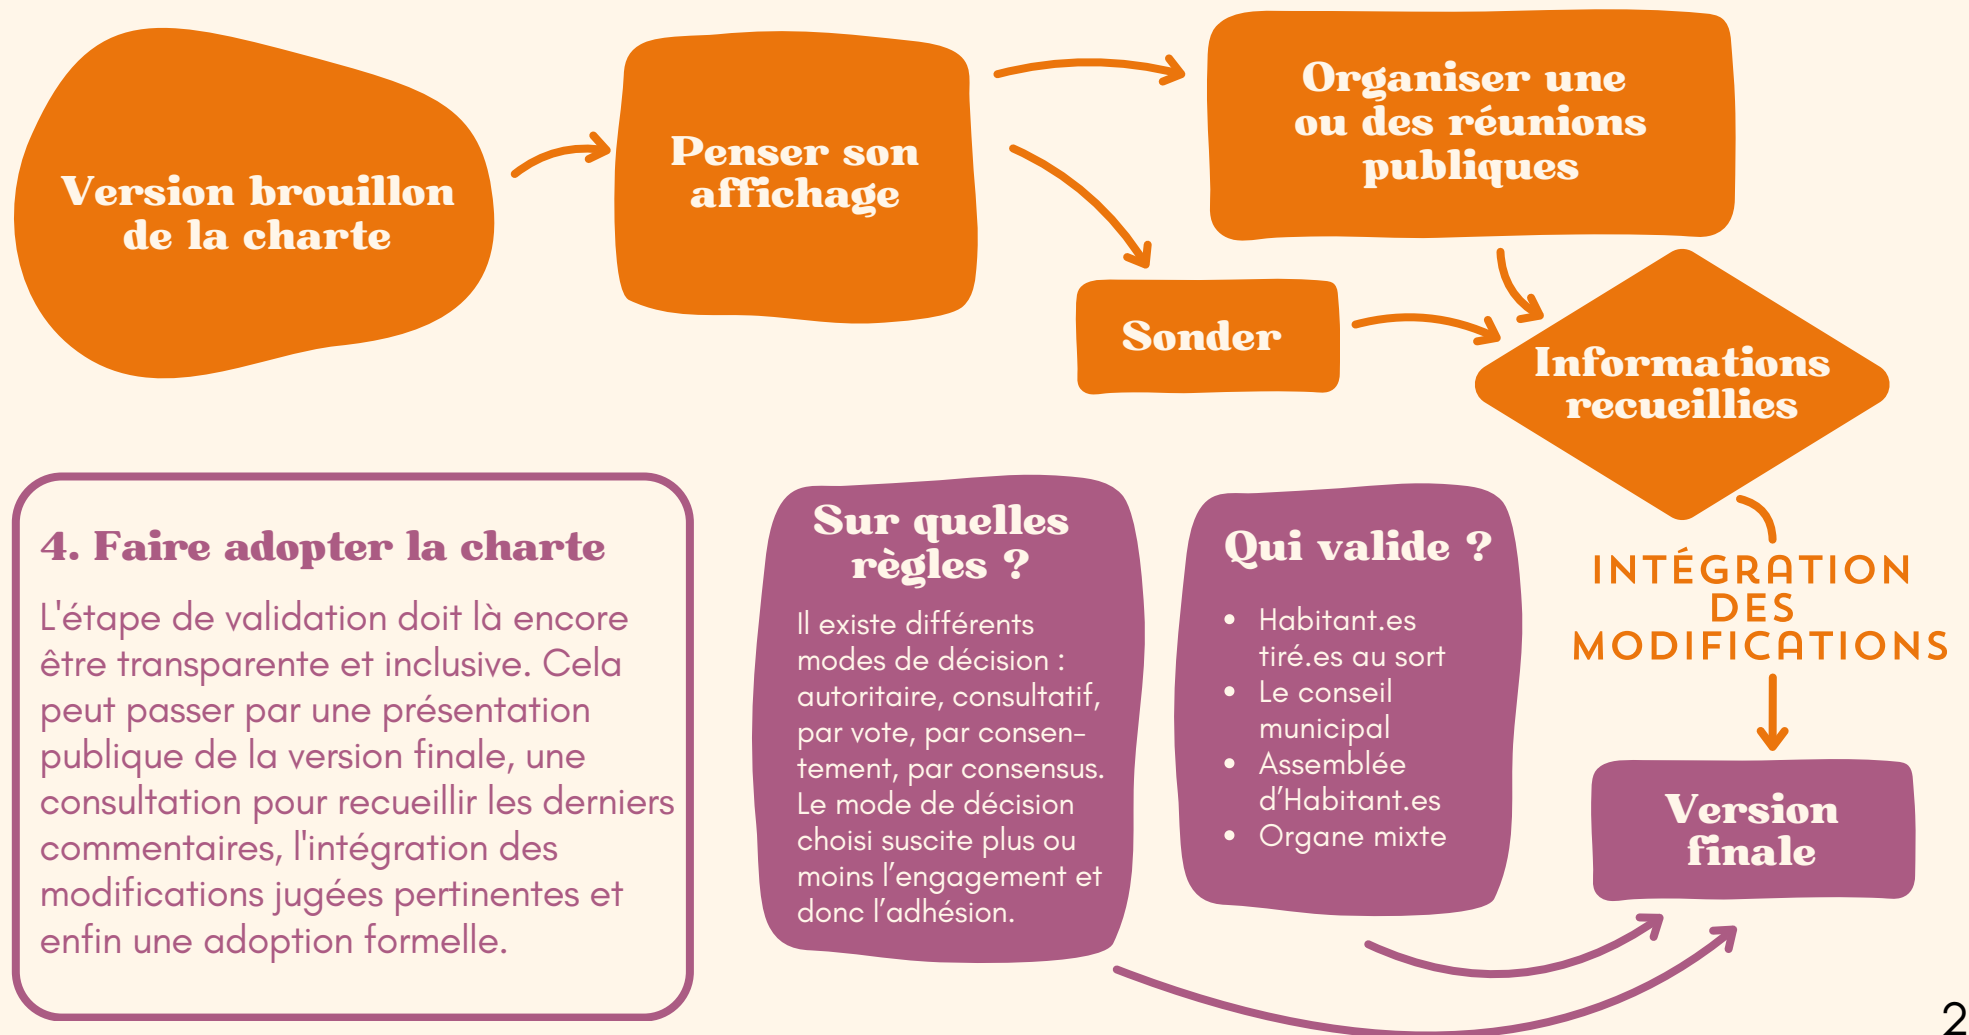 Version brouillon
de la charte
Penser son
affichage
Organiser une
ou des réunions
publiques
Sonder
Informations
recueillies
INTÉGRATION
DES
MODIFICATIONS
Version
finale
4. Faire adopter la charte
L'étape de validation doit là encore
être transparente et inclusive. Cela
peut passer par une présentation
publique de la version finale, une
consultation pour recueillir les derniers
commentaires, l'intégration des
modifications jugées pertinentes et
enfin une adoption formelle.
Sur quelles
règles ?
Il existe différents
modes de décision :
autoritaire, consultatif,
par vote, par consen-
tement, par consensus.
Le mode de décision
choisi suscite plus ou
moins l’engagement et
donc l’adhésion.
Qui valide ?
• Habitant.es
tiré.es au sort
• Le conseil
municipal
• Assemblée
d’Habitant.es
• Organe mixte
2